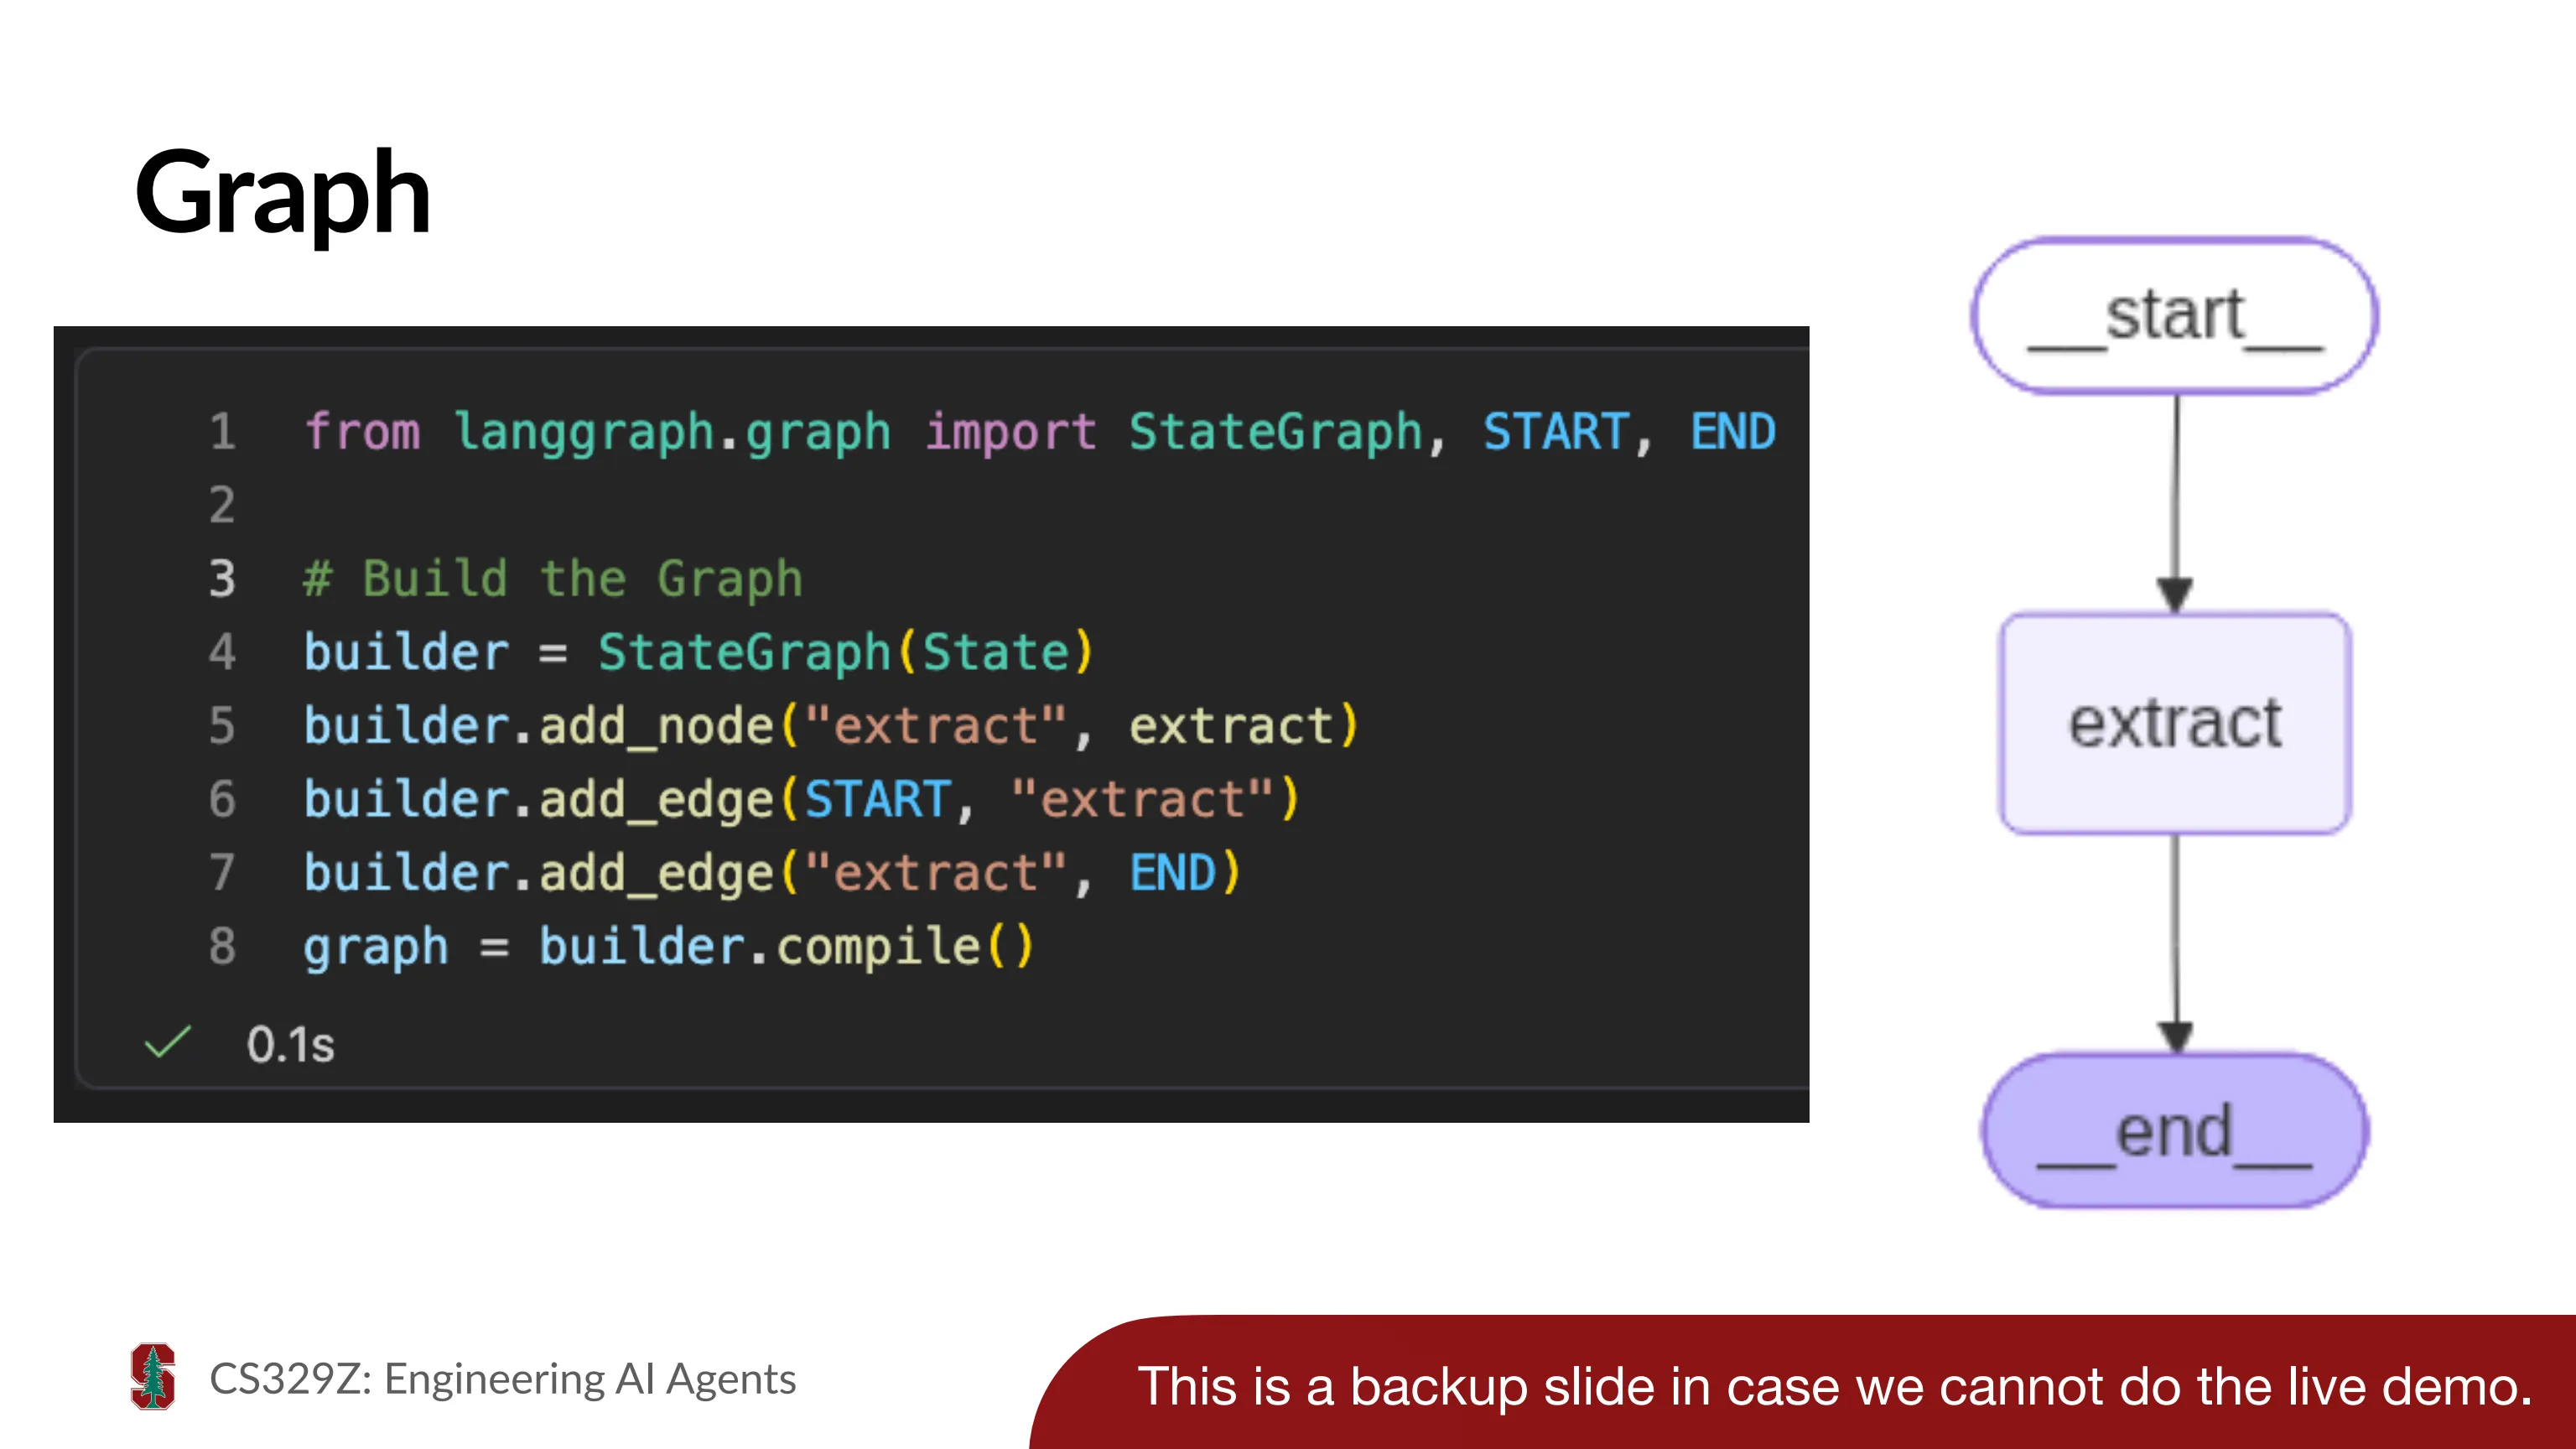 Graph
1 from langgraph.graph import StateGraph, START, END
2
3 # Build the Graph
4 builder = StateGraph(State)
5 builder.add_node("extract", extract)
6 builder.add_edge(START, "extract")
7 builder.add_edge("extract", END)
8 graph = builder.compile()
0.1s
__start__
extract
__end__
CS329Z: Engineering AI Agents
This is a backup slide in case we cannot do the live demo.